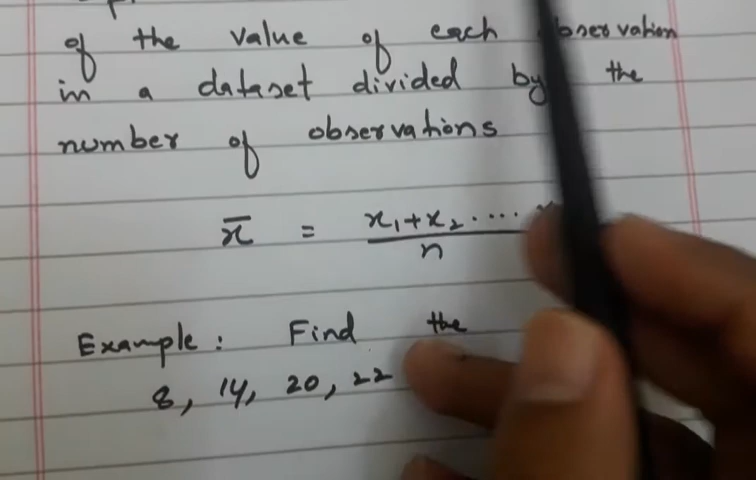 of the value of each observation
in a dataset divided by the
number of observations
x̄ = x₁+x₂.... / n
Example: Find the
8, 14, 20, 22